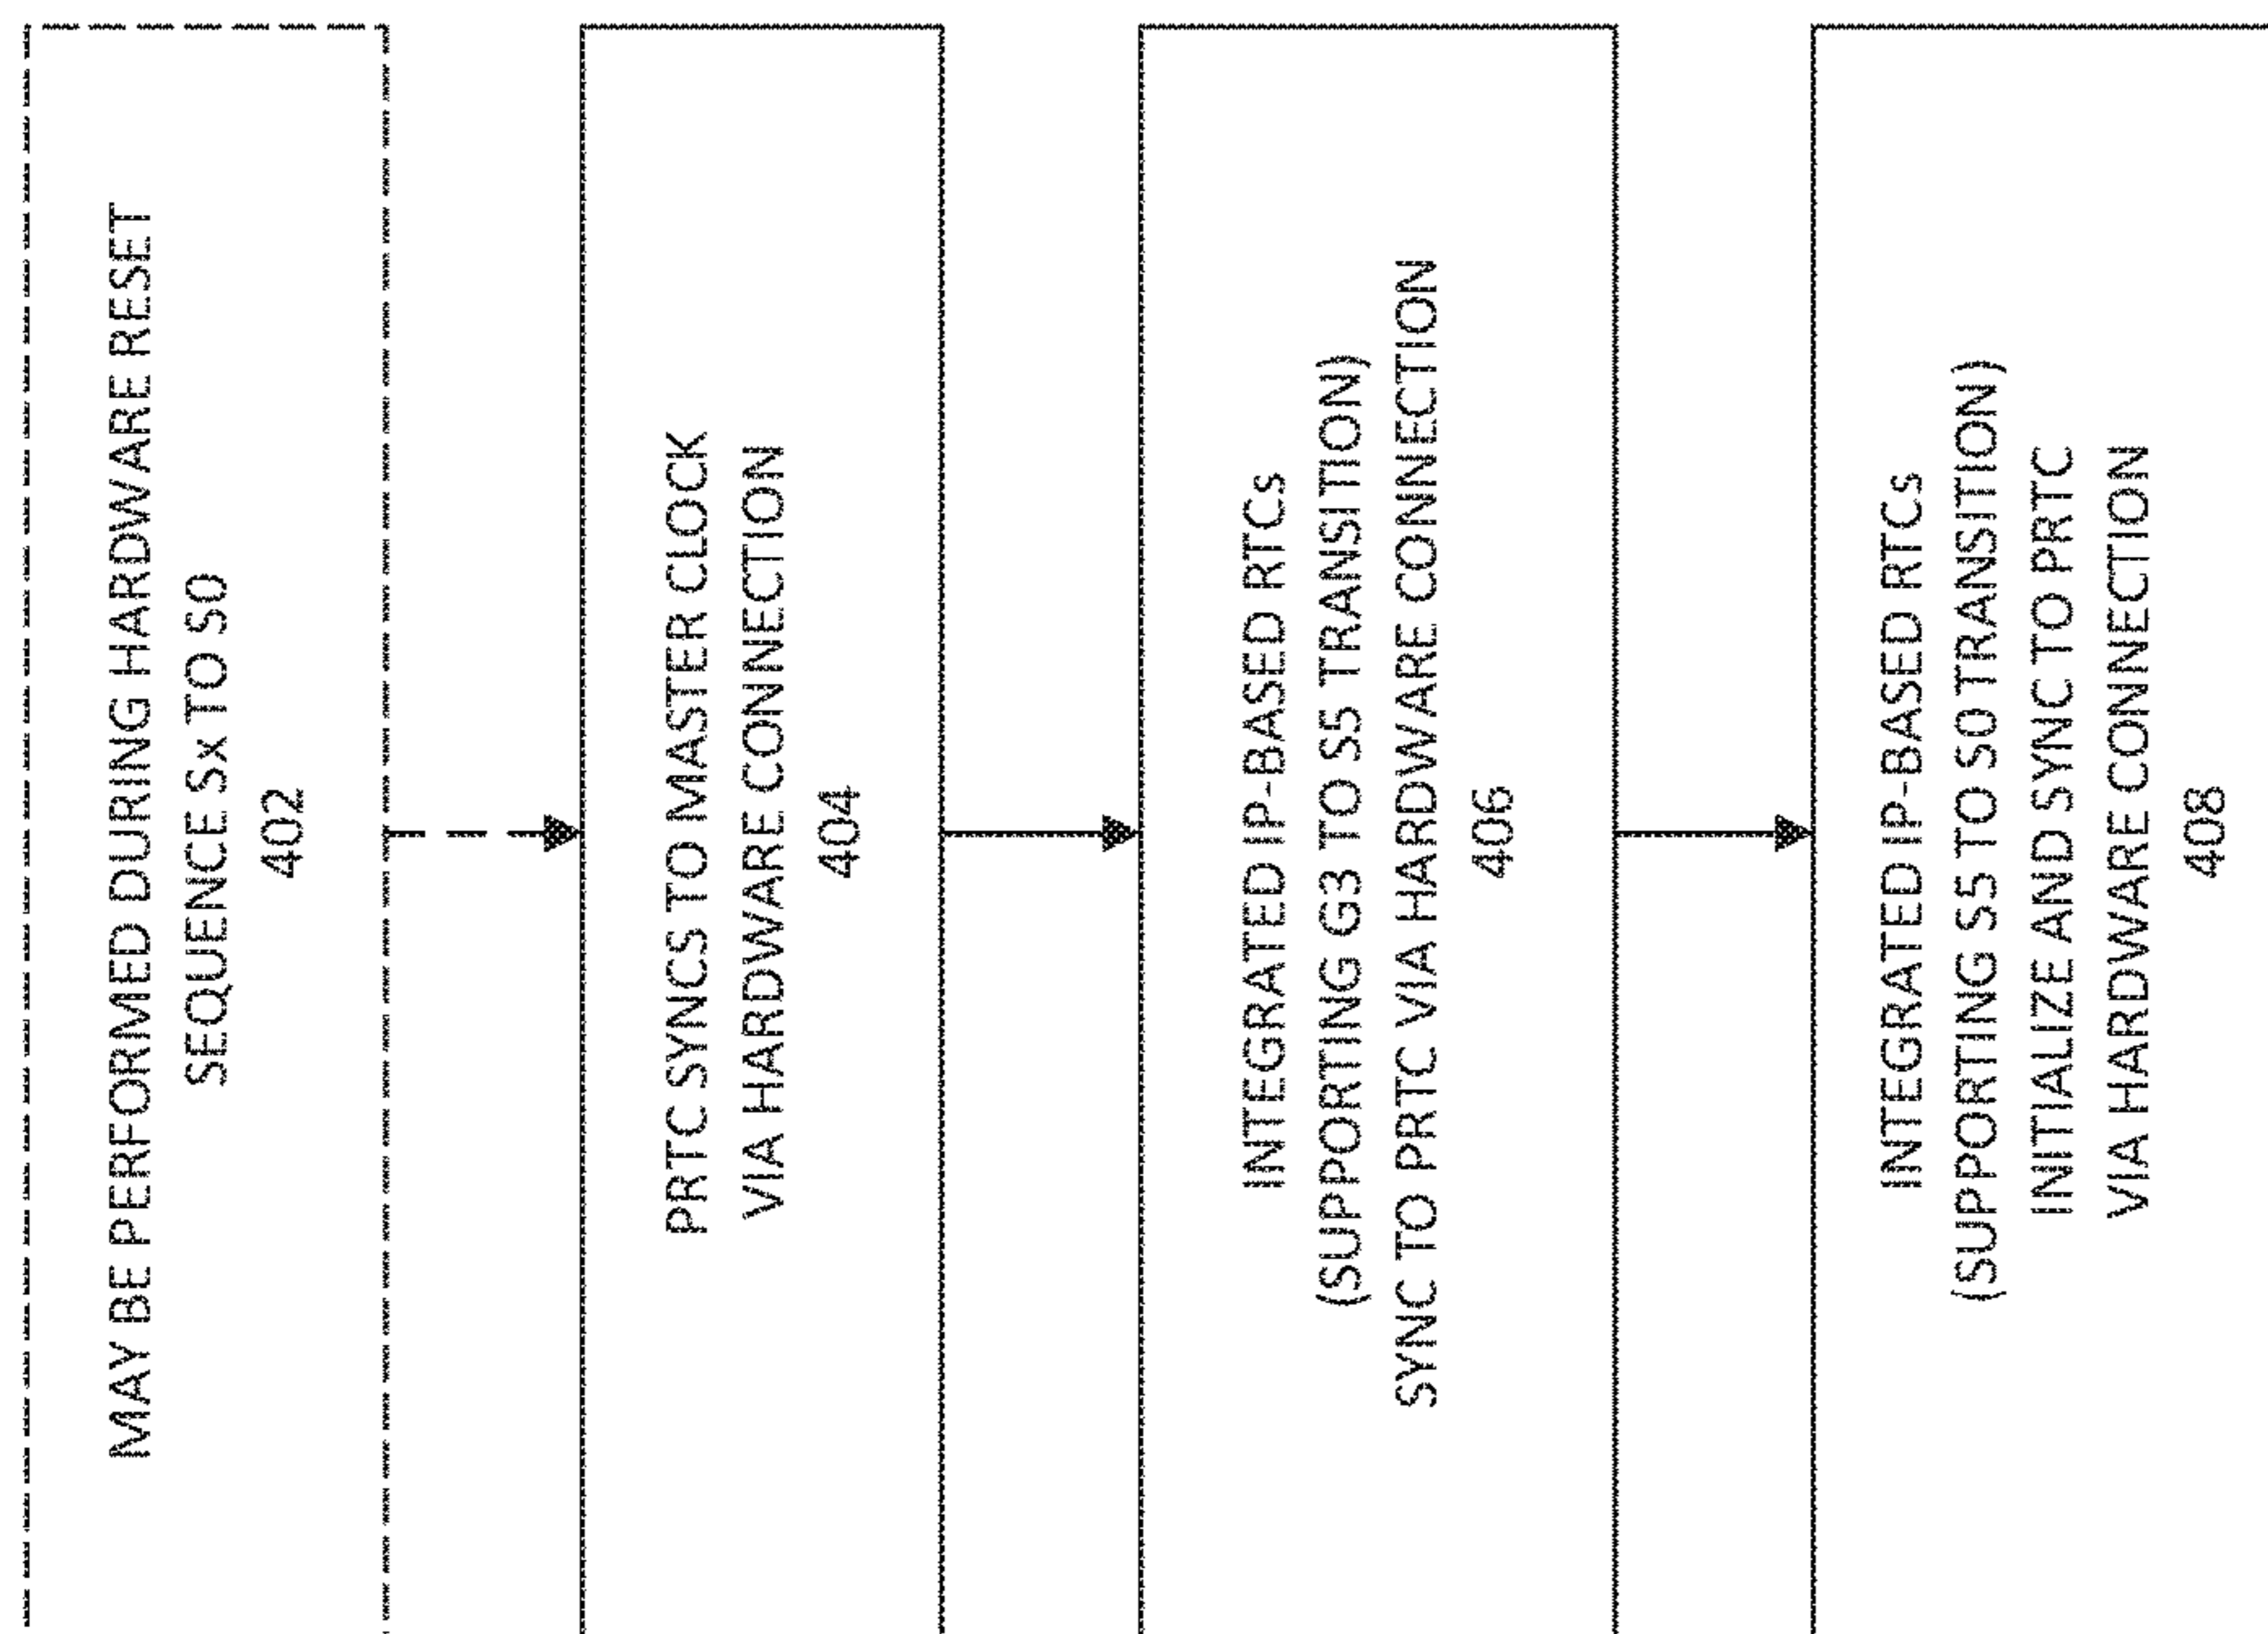 MAY BE PERFORMED DURING HARDWARE RESET
SEQUENCE Sx TO S0
402
PRTC SYNCS TO MASTER CLOCK
VIA HARDWARE CONNECTION
404
INTEGRATED IP-BASED RTCs
(SUPPORTING G3 TO S5 TRANSITION)
SYNC TO PRTC VIA HARDWARE CONNECTION
406
INTEGRATED IP-BASED RTCs
(SUPPORTING S5 TO S0 TRANSITION)
INITIALIZE AND SYNC TO PRTC
VIA HARDWARE CONNECTION
408